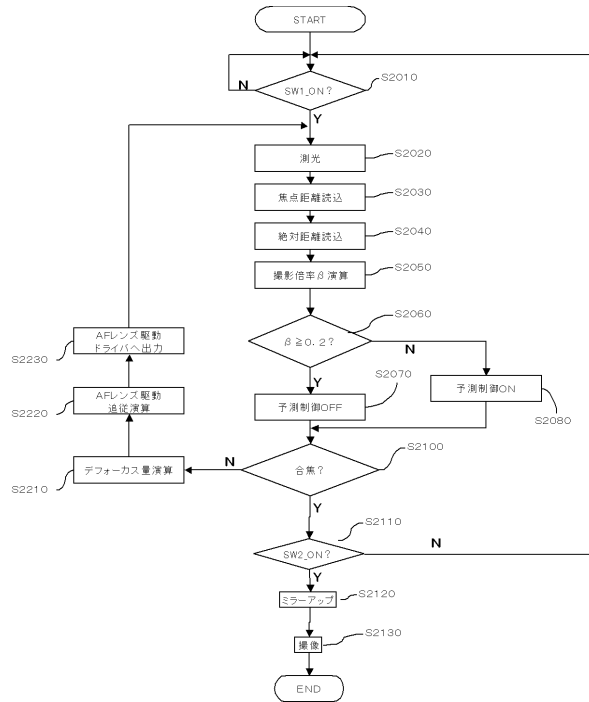 START
SW1_ON？
S2010
N
Y
測光
S2020
焦点距離読込
S2030
絶対距離読込
S2040
撮影倍率β演算
S2050
β≧0.2？
S2060
N
Y
予測制御OFF
S2070
予測制御ON
S2080
合焦？
S2100
N
Y
デフォーカス量演算
S2210
AFレンズ駆動
追従演算
S2220
AFレンズ駆動
ドライバへ出力
S2230
SW2_ON？
S2110
N
Y
ミラーアップ
S2120
撮像
S2130
END